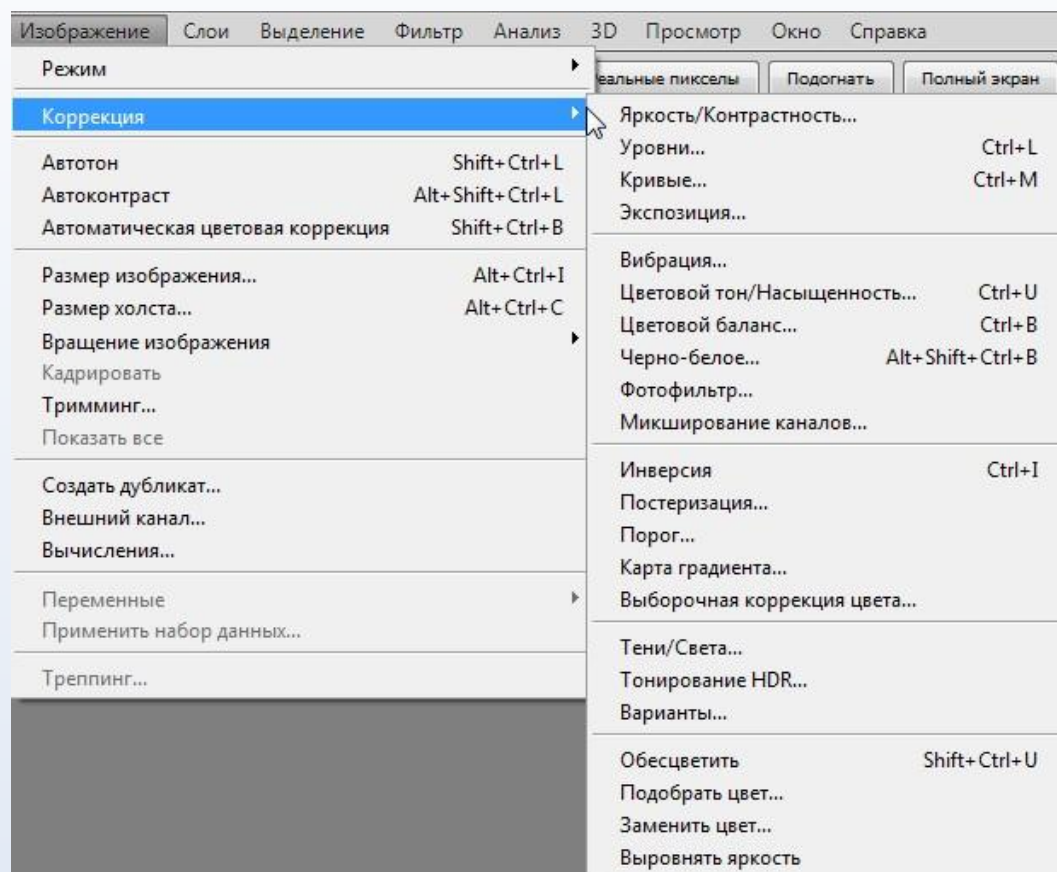 Изображение Слои Выделение Фильтр Анализ 3D Просмотр Окно Справка
пикселы Подогнать Полный экран
Режим
Коррекция
Автотон Shift+Ctrl+L
Автоконтраст Alt+Shift+Ctrl+L
Автоматическая цветовая коррекция Shift+Ctrl+B
Размер изображения... Alt+Ctrl+I
Размер холста... Alt+Ctrl+C
Вращение изображения
Кадрировать
Тримминг...
Показать все
Создать дубликат...
Внешний канал...
Вычисления...
Переменные
Применить набор данных...
Треппинг...
Яркость/Контрастность...
Уровни... Ctrl+L
Кривые... Ctrl+M
Экспозиция...
Вибрация...
Цветовой тон/Насыщенность... Ctrl+U
Цветовой баланс... Ctrl+B
Черно-белое... Alt+Shift+Ctrl+B
Фотофильтр...
Микширование каналов...
Инверсия Ctrl+I
Постеризация...
Порог...
Карта градиента...
Выборочная коррекция цвета...
Тени/Света...
Тонирование HDR...
Варианты...
Обесцветить Shift+Ctrl+U
Подобрать цвет...
Заменить цвет...
Выровнять яркость